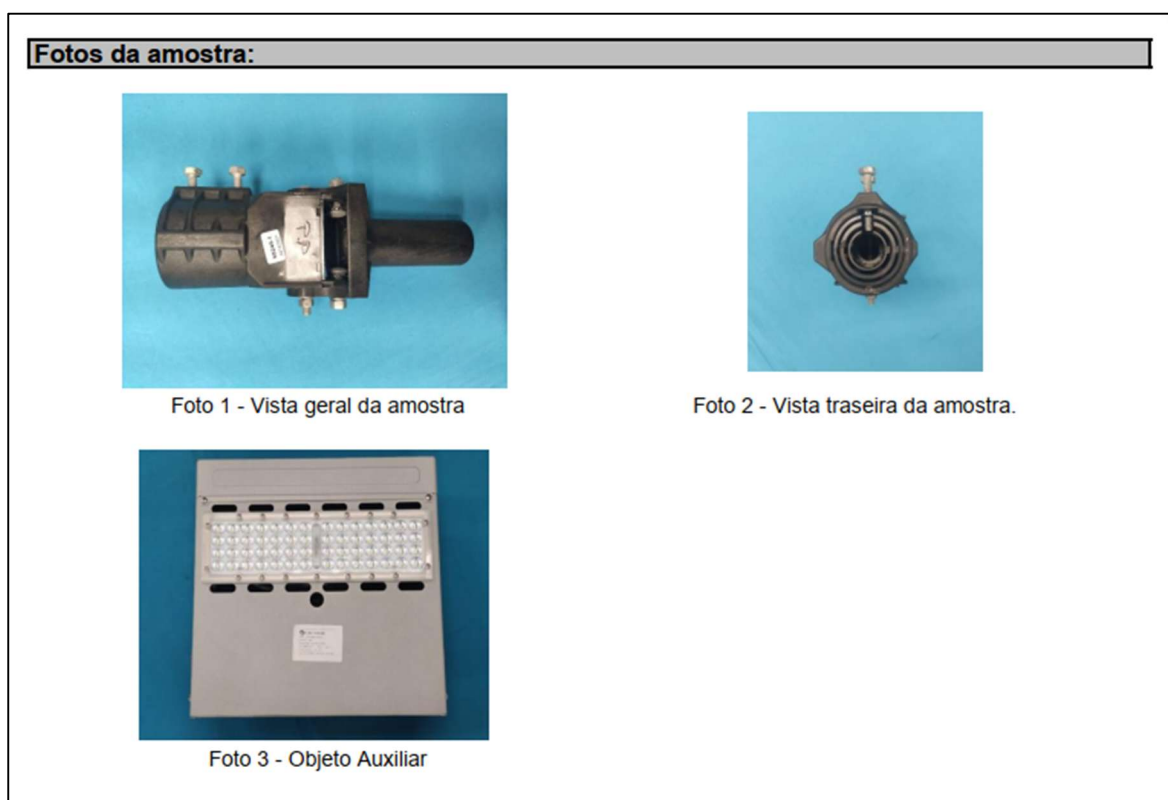 Fotos da amostra:
P.P
Foto 1 - Vista geral da amostra
Foto 2 - Vista traseira da amostra.
Foto 3 - Objeto Auxiliar